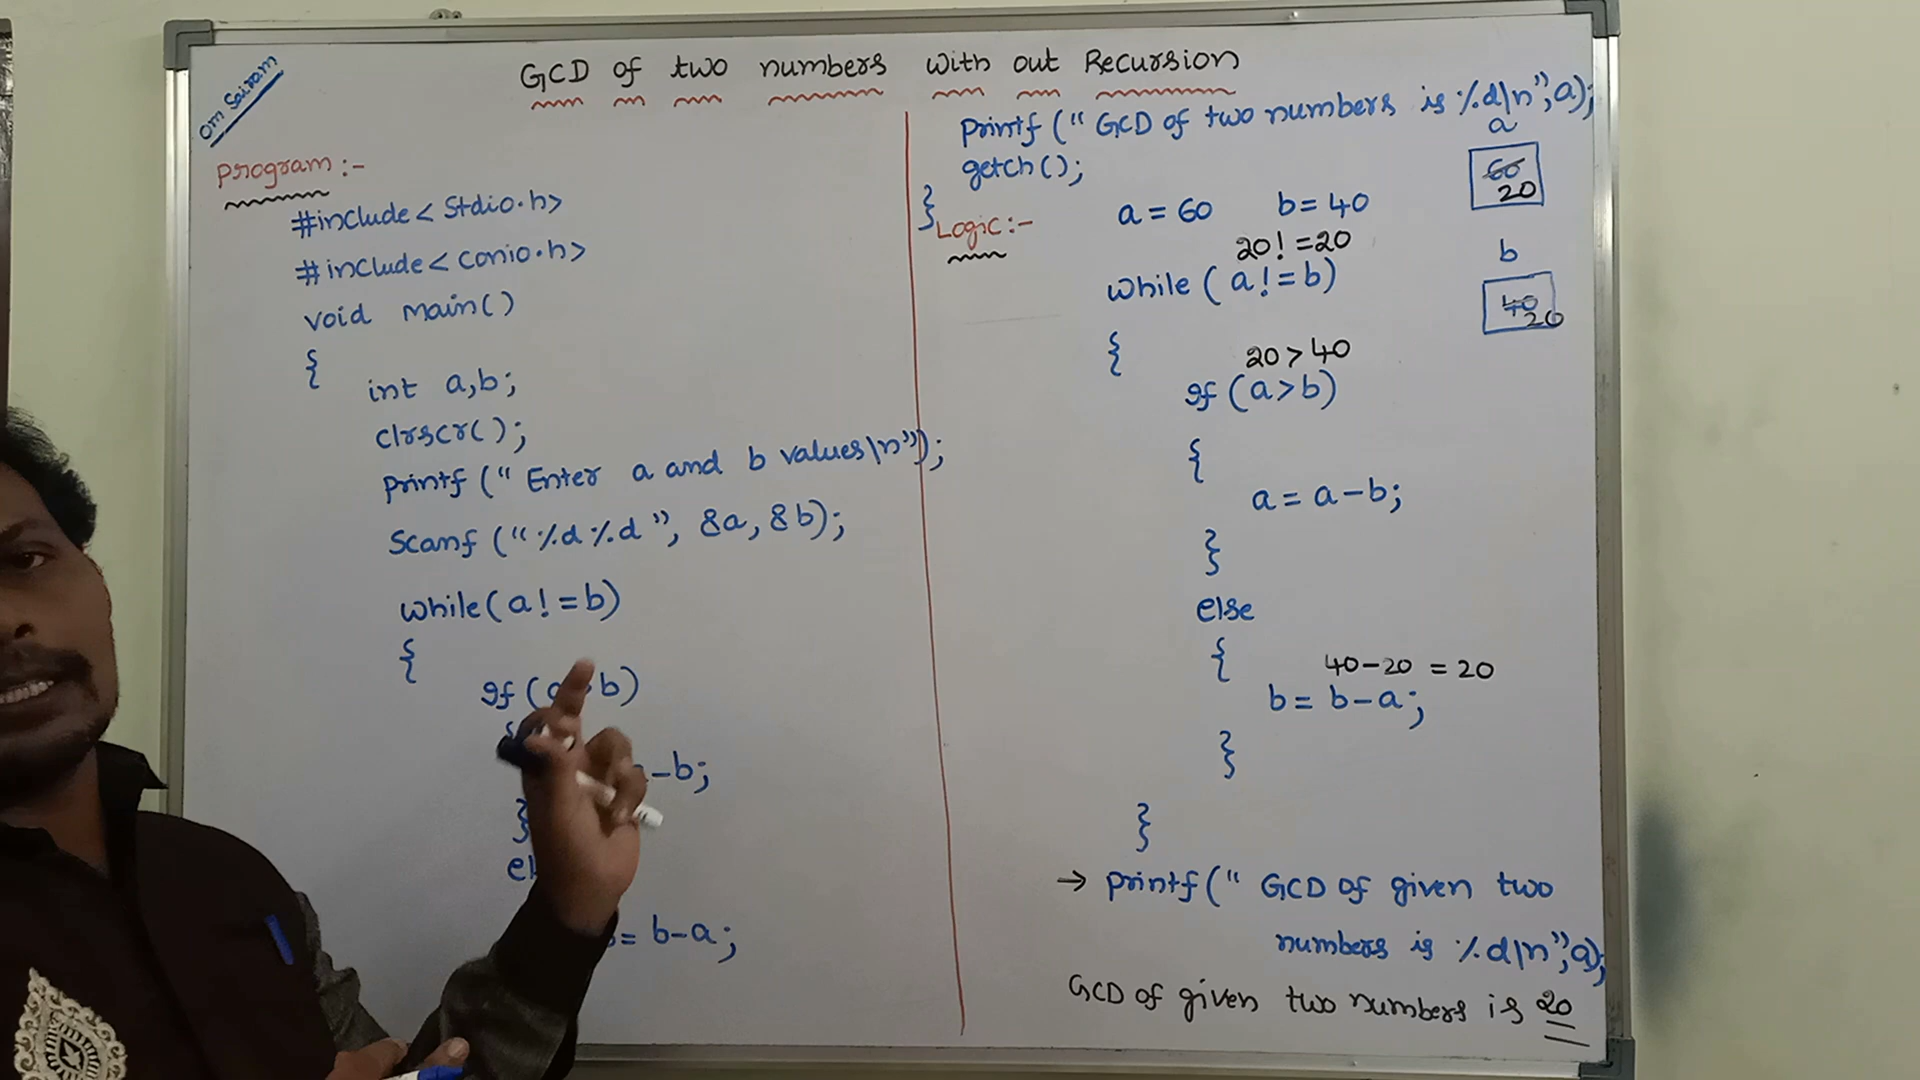 GCD of two numbers with out Recursion
Om Sairam
Program :-
#include < stdio.h>
#include < conio.h>
void main()
{
int a,b;
clrscr();
printf (" Enter a and b values\n");
Scanf ("%d%d", &a, &b);
while(a!=b)
{
If ( b)
-b;
}
= b-a;
printf (" GCD of two numbers is %d\n",a);
getch();
}
a
60
20
b
40
20
Logic :-
a = 60 b = 40
20! =20
while ( a!=b)
{
20 > 40
If (a>b)
{
a = a-b;
}
else
{
40-20 = 20
b = b-a;
}
}
→ printf(" GCD of given two
numbers is %d\n",a);
GCD of given two numbers is 20